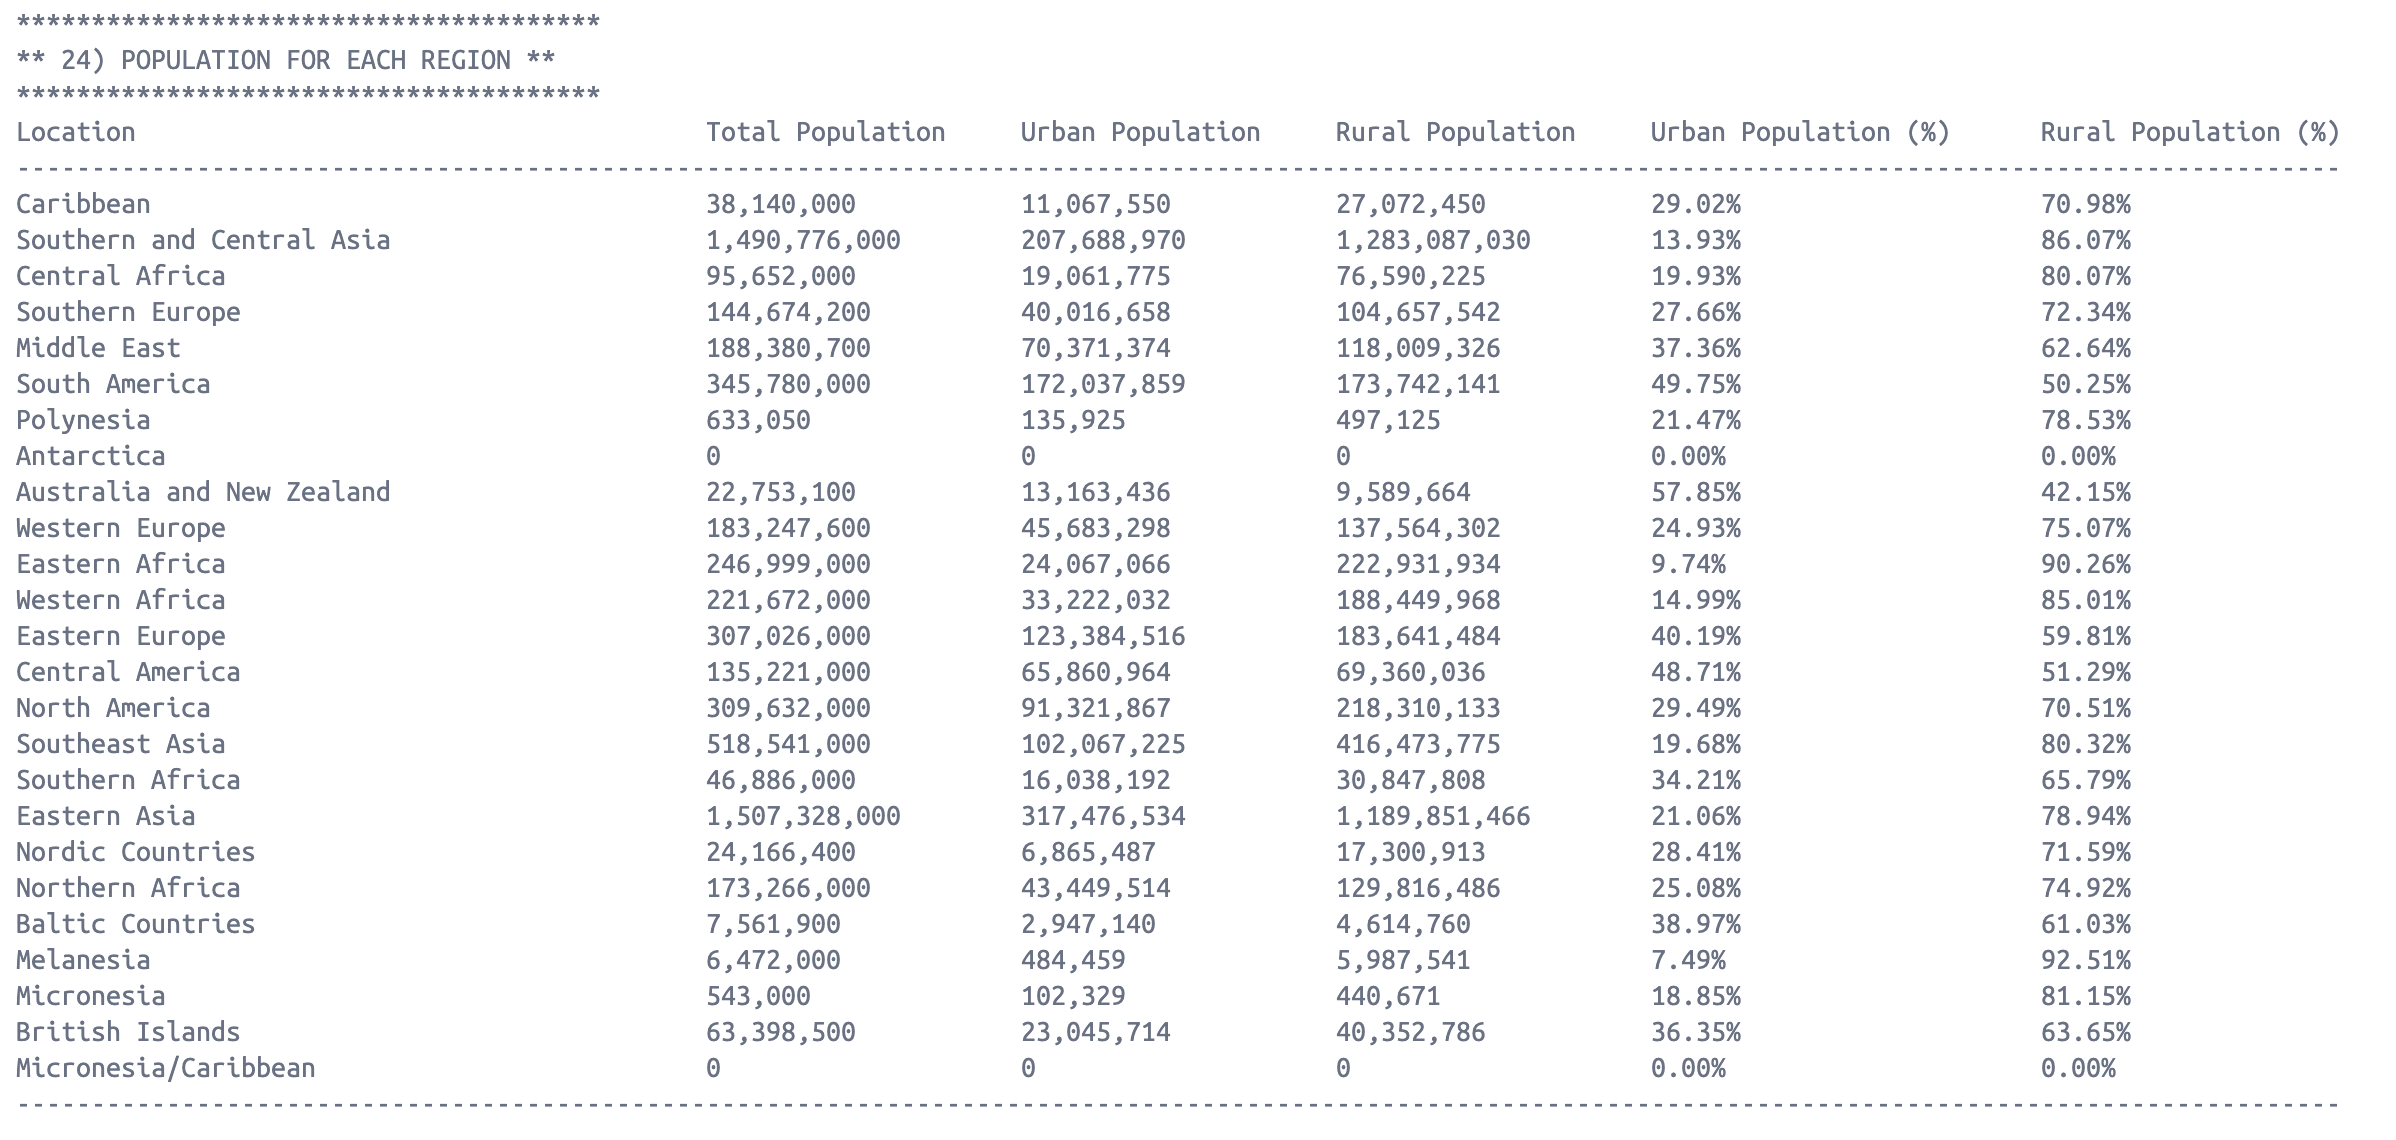 ***************************************
** 24) POPULATION FOR EACH REGION **
***************************************
Location Total Population Urban Population Rural Population Urban Population (%) Rural Population (%)
-----------------------------------------------------------------------------------------------------------------------------------------------------------
Caribbean 38,140,000 11,067,550 27,072,450 29.02% 70.98%
Southern and Central Asia 1,490,776,000 207,688,970 1,283,087,030 13.93% 86.07%
Central Africa 95,652,000 19,061,775 76,590,225 19.93% 80.07%
Southern Europe 144,674,200 40,016,658 104,657,542 27.66% 72.34%
Middle East 188,380,700 70,371,374 118,009,326 37.36% 62.64%
South America 345,780,000 172,037,859 173,742,141 49.75% 50.25%
Polynesia 633,050 135,925 497,125 21.47% 78.53%
Antarctica 0 0 0 0.00% 0.00%
Australia and New Zealand 22,753,100 13,163,436 9,589,664 57.85% 42.15%
Western Europe 183,247,600 45,683,298 137,564,302 24.93% 75.07%
Eastern Africa 246,999,000 24,067,066 222,931,934 9.74% 90.26%
Western Africa 221,672,000 33,222,032 188,449,968 14.99% 85.01%
Eastern Europe 307,026,000 123,384,516 183,641,484 40.19% 59.81%
Central America 135,221,000 65,860,964 69,360,036 48.71% 51.29%
North America 309,632,000 91,321,867 218,310,133 29.49% 70.51%
Southeast Asia 518,541,000 102,067,225 416,473,775 19.68% 80.32%
Southern Africa 46,886,000 16,038,192 30,847,808 34.21% 65.79%
Eastern Asia 1,507,328,000 317,476,534 1,189,851,466 21.06% 78.94%
Nordic Countries 24,166,400 6,865,487 17,300,913 28.41% 71.59%
Northern Africa 173,266,000 43,449,514 129,816,486 25.08% 74.92%
Baltic Countries 7,561,900 2,947,140 4,614,760 38.97% 61.03%
Melanesia 6,472,000 484,459 5,987,541 7.49% 92.51%
Micronesia 543,000 102,329 440,671 18.85% 81.15%
British Islands 63,398,500 23,045,714 40,352,786 36.35% 63.65%
Micronesia/Caribbean 0 0 0 0.00% 0.00%
-----------------------------------------------------------------------------------------------------------------------------------------------------------